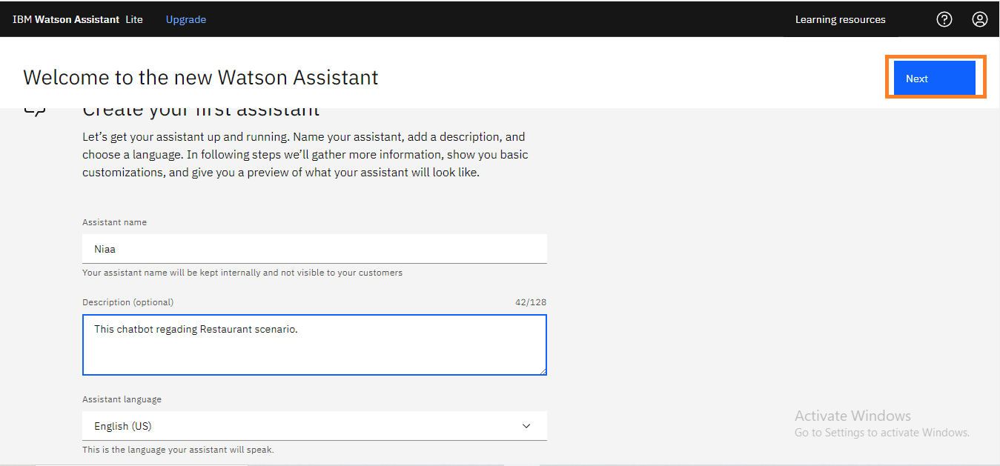 IBM Watson Assistant Lite Upgrade Learning resources
Welcome to the new Watson Assistant
Next
Create your first assistant
Let’s get your assistant up and running. Name your assistant, add a description, and
choose a language. In following steps we’ll gather more information, show you basic
customizations, and give you a preview of what your assistant will look like.
Assistant name
Niaa
Your assistant name will be kept internally and not visible to your customers
Description (optional) 42/128
This chatbot regading Restaurant scenario.
Assistant language
English (US)
This is the language your assistant will speak.
Activate Windows
Go to Settings to activate Windows.